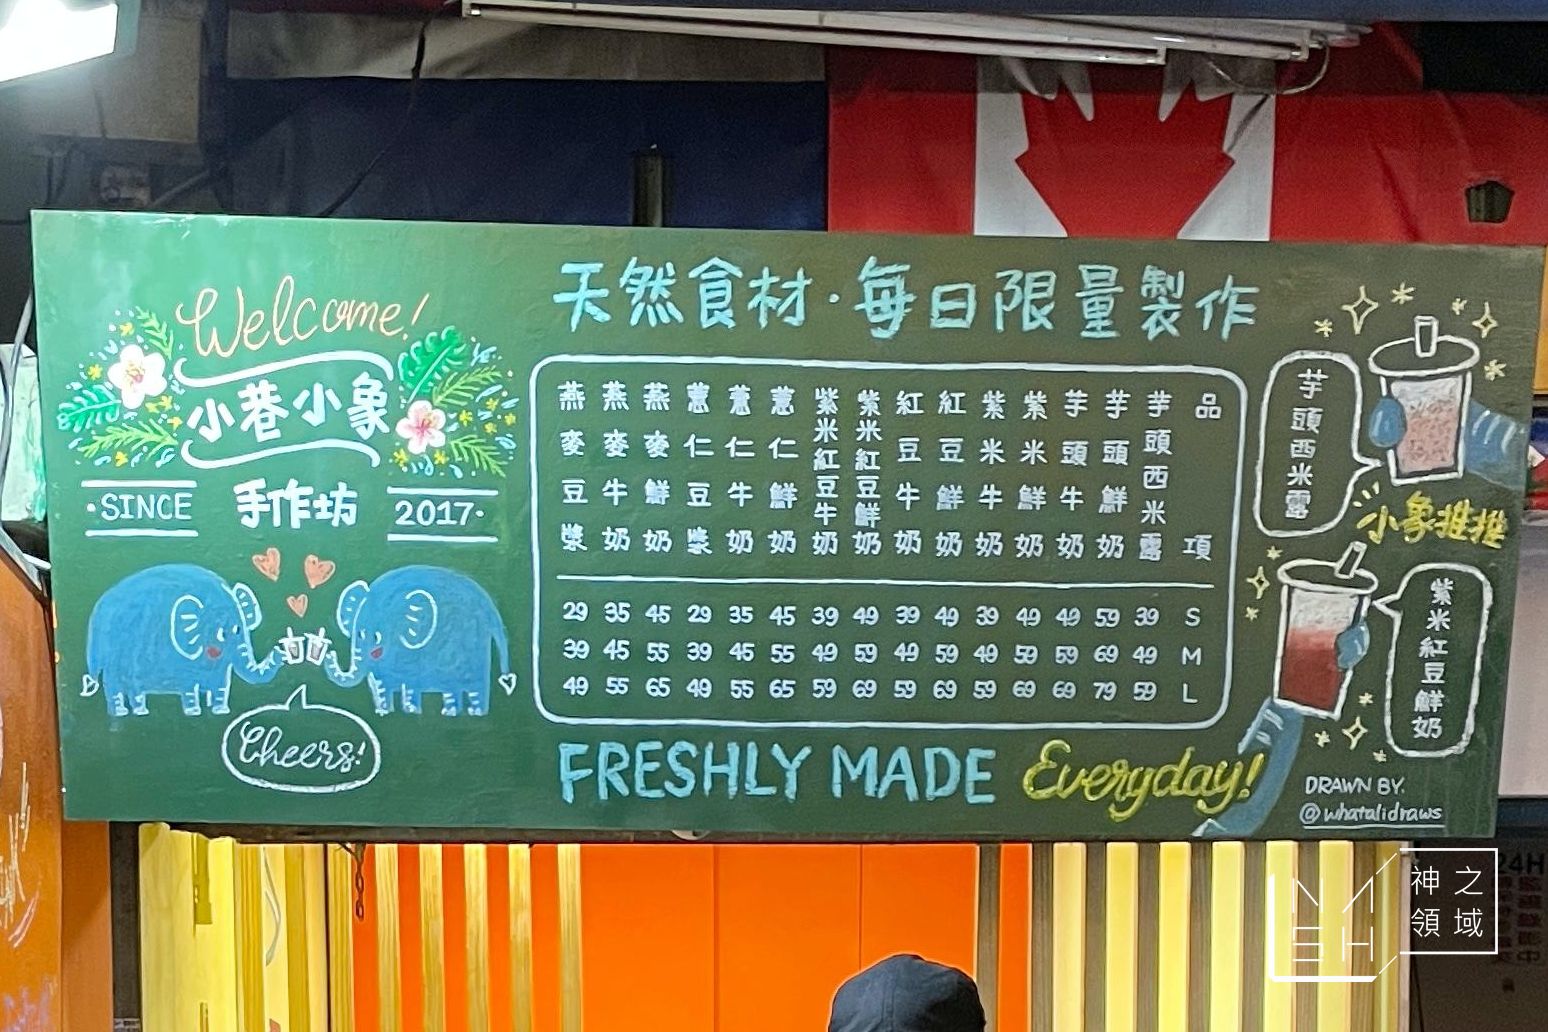 Welcome!
小巷小象
·SINCE 手作坊 2017·
Cheers!
天然食材·每日限量製作
品項 S M L
芋頭西米露 39 49 59
芋頭鮮奶 59 69 79
芋頭牛奶 49 59 69
紫米鮮奶 49 59 69
紫米牛奶 39 49 59
紅豆鮮奶 49 59 69
紅豆牛奶 39 49 59
紫米紅豆鮮奶 49 59 69
紫米紅豆牛奶 39 49 59
薏仁鮮奶 45 55 65
薏仁牛奶 35 45 55
薏仁豆漿 29 39 49
燕麥鮮奶 45 55 65
燕麥牛奶 35 45 55
燕麥豆漿 29 39 49
FRESHLY MADE Everyday!
芋頭西米露
小象推推
紫米紅豆鮮奶
DRAWN BY.
@whatalidraws
24H
NASH
神之
領域